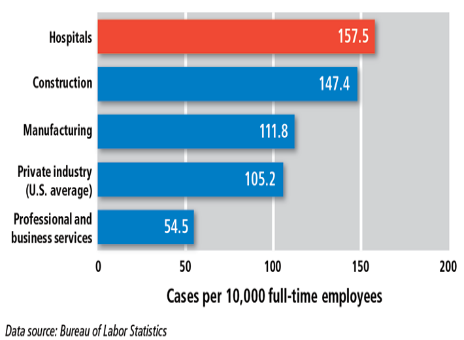 Hospitals 157.5
Construction 147.4
Manufacturing 111.8
Private industry
(U.S. average) 105.2
Professional and
business services 54.5
0 50 100 150 200
Cases per 10,000 full-time employees
Data source: Bureau of Labor Statistics